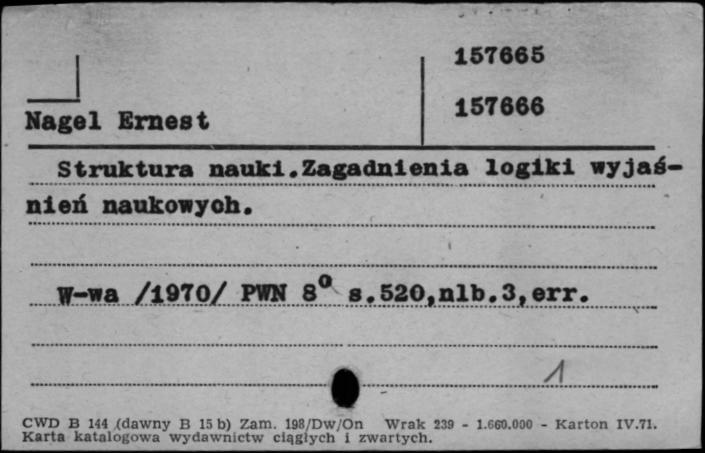 157665
157666
Nagel Ernest
Struktura nauki.Zagadnienia logiki wyjaś-
nień naukowych.
W-wa /1970/ PWN 8° s.520,nlb.3,err.
1
CWD B 144 (dawny B 15 b) Zam. 198/Dw/On Wrak 239 - 1.660.000 - Karton IV.71.
Karta katalogowa wydawnictw ciągłych i zwartych.